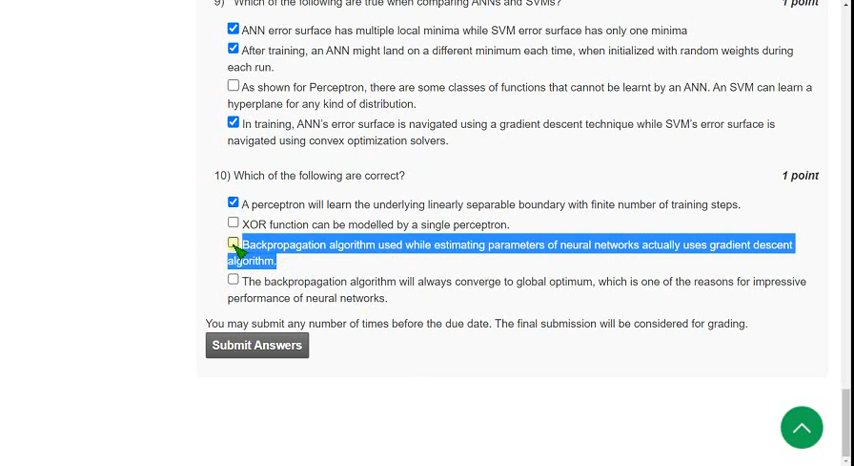 9) Which of the following are true when comparing ANNs and SVMs?
1 point
ANN error surface has multiple local minima while SVM error surface has only one minima
After training, an ANN might land on a different minimum each time, when initialized with random weights during
each run.
As shown for Perceptron, there are some classes of functions that cannot be learnt by an ANN. An SVM can learn a
hyperplane for any kind of distribution.
In training, ANN's error surface is navigated using a gradient descent technique while SVM's error surface is
navigated using convex optimization solvers.
10) Which of the following are correct?
1 point
A perceptron will learn the underlying linearly separable boundary with finite number of training steps.
XOR function can be modelled by a single perceptron.
Backpropagation algorithm used while estimating parameters of neural networks actually uses gradient descent
algorithm.
The backpropagation algorithm will always converge to global optimum, which is one of the reasons for impressive
performance of neural networks.
You may submit any number of times before the due date. The final submission will be considered for grading.
Submit Answers